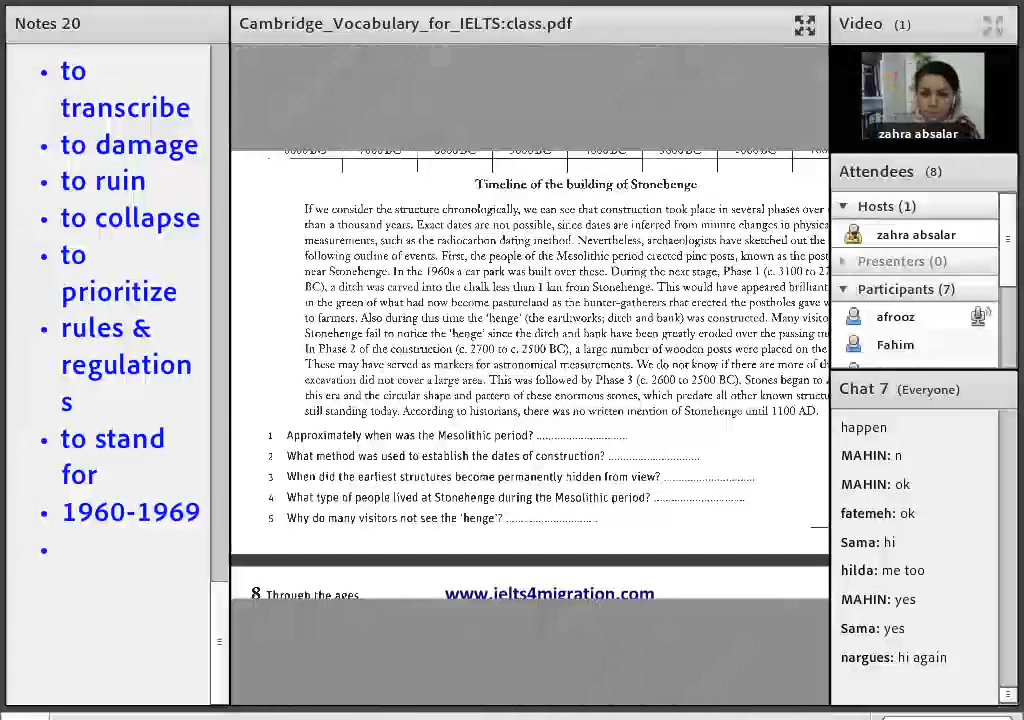 Notes 20
• to
transcribe
• to damage
• to ruin
• to collapse
• to
prioritize
• rules &
regulation
s
• to stand
for
• 1960-1969
•
Cambridge_Vocabulary_for_IELTS:class.pdf
Timeline of the building of Stonehenge
If we consider the structure chronologically, we can see that construction took place in several phases over
than a thousand years. Exact dates are not possible, since dates are inferred from minute changes in physica
measurements, such as the radiocarbon dating method. Nevertheless, archaeologists have sketched out the
following outline of events. First, the people of the Mesolithic period erected pine posts, known as the post
near Stonehenge. In the 1960s a car park was built over these. During the next stage, Phase 1 (c. 3100 to 27
BC), a ditch was carved into the chalk less than 1 km from Stonehenge. This would have appeared brilliant
in the green of what had now become pastureland as the hunter-gatherers that erected the postholes gave w
to farmers. Also during this time the 'henge' (the earthworks; ditch and bank) was constructed. Many visito
Stonehenge fail to notice the 'henge' since the ditch and bank have been greatly eroded over the passing
In Phase 2 of the construction (c. 2700 to c. 2500 BC), a large number of wooden posts were placed on the
These may have served as markers for astronomical measurements. We do not know if there are more of th
excavation did not cover a large area. This was followed by Phase 3 (c. 2600 to 2500 BC). Stones began to
this era and the circular shape and pattern of these enormous stones, which predate all other known struct
still standing today. According to historians, there was no written mention of Stonehenge until 1100 AD.
1 Approximately when was the Mesolithic period? ............................
2 What method was used to establish the dates of construction? ............................
3 When did the earliest structures become permanently hidden from view? ............................
4 What type of people lived at Stonehenge during the Mesolithic period? ............................
5 Why do many visitors not see the 'henge'? ............................
8 Through the ages
www.ielts4migration.com
Video (1)
zahra absalar
Attendees (8)
Hosts (1)
zahra absalar
Presenters (0)
Participants (7)
afrooz
Fahim
Chat 7 (Everyone)
happen
MAHIN: n
MAHIN: ok
fatemeh: ok
Sama: hi
hilda: me too
MAHIN: yes
Sama: yes
nargues: hi again